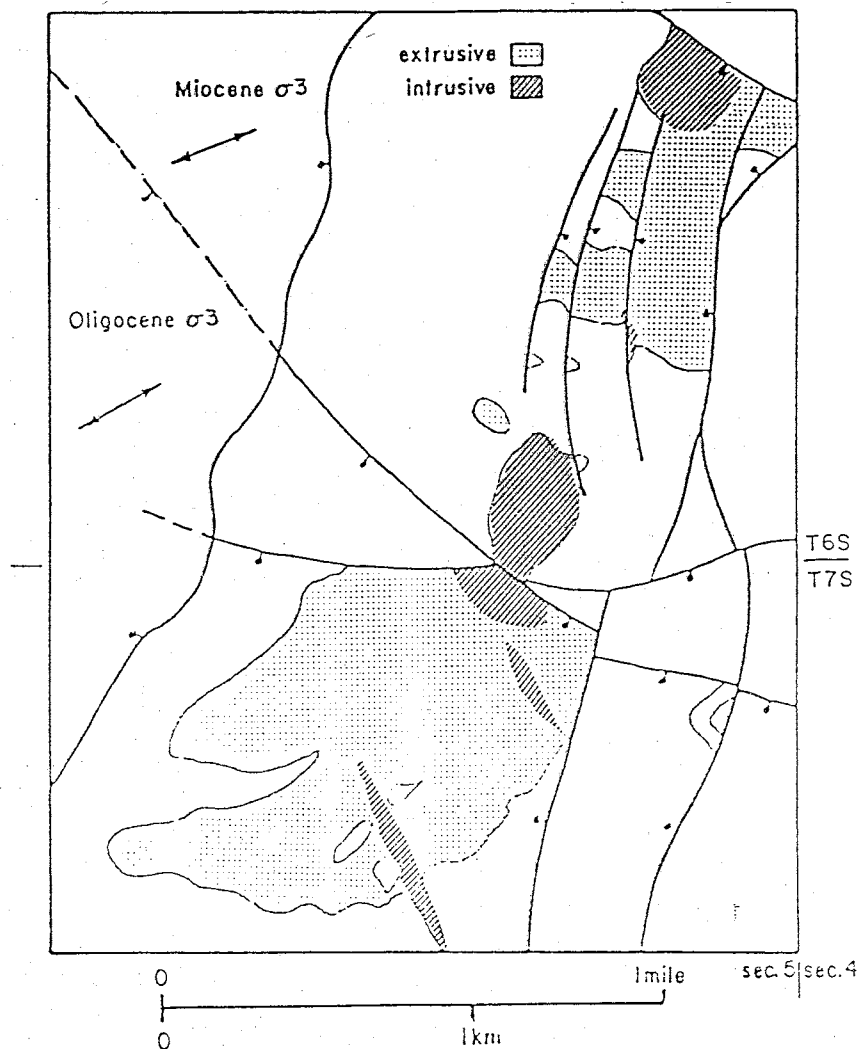 extrusive
Miocene σ3
intrusive
Oligocene σ3
T6S
T7S
0
1mile
sec. 5|sec. 4
0
1km